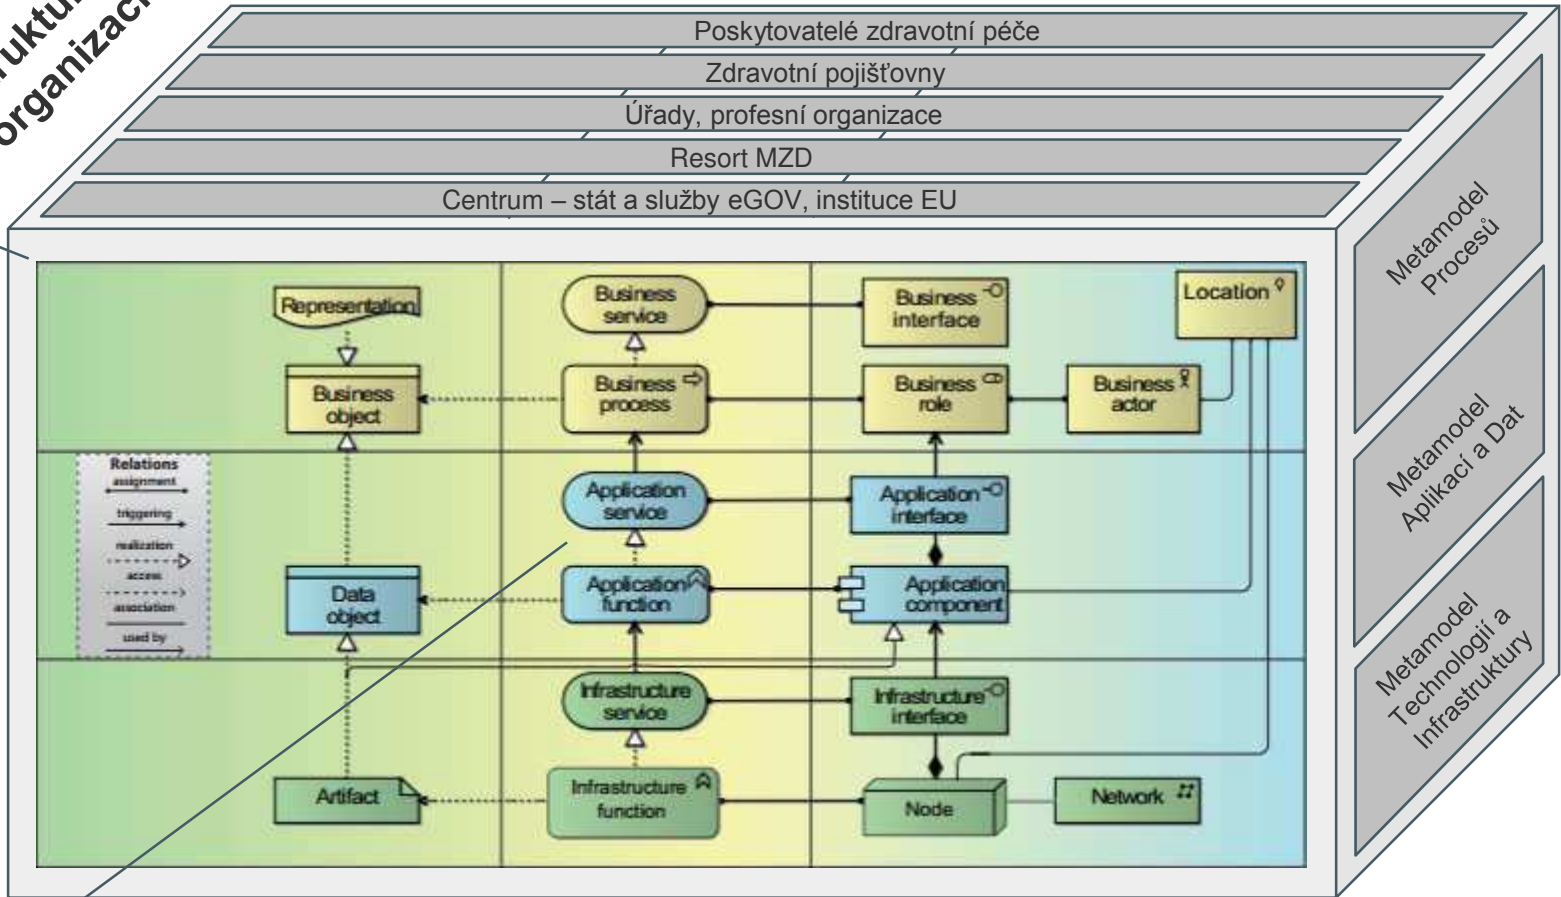 organizací
Poskytovatelé zdravotní péče
Zdravotní pojišťovny
Úřady, profesní organizace
Resort MZD
Centrum – stát a služby eGOV, instituce EU
Metamodel
Procesů
Metamodel
Aplikací a Dat
Metamodel
Technologií a
Infrastruktury
Representation
Business
service
Business
interface
Location
Business
object
Business
process
Business
role
Business
actor
Relations
assignment
triggering
realization
access
association
used by
Application
service
Application
interface
Data
object
Application
function
Application
component
Infrastructure
service
Infrastructure
interface
Artifact
Infrastructure
function
Node
Network